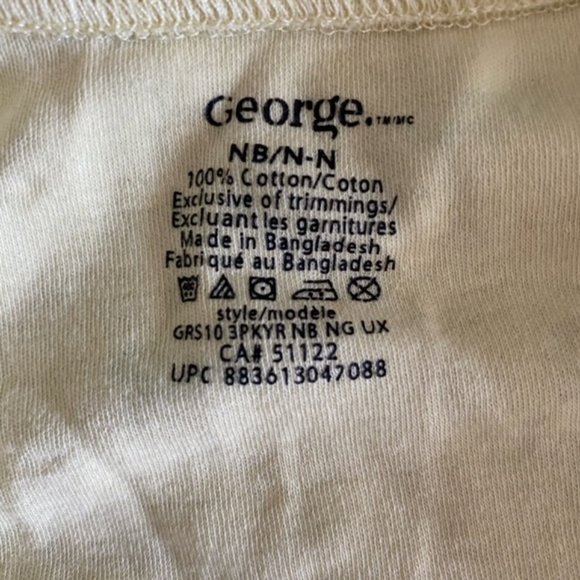 George.™/MC
NB/N-N
100% Cotton/Coton
Exclusive of trimmings/
Excluant les garnitures
Made in Bangladesh
Fabriqué au Bangladesh
style/modèle
GRS10 3PKYR NB NG UX
CA# 51122
UPC 883613047088